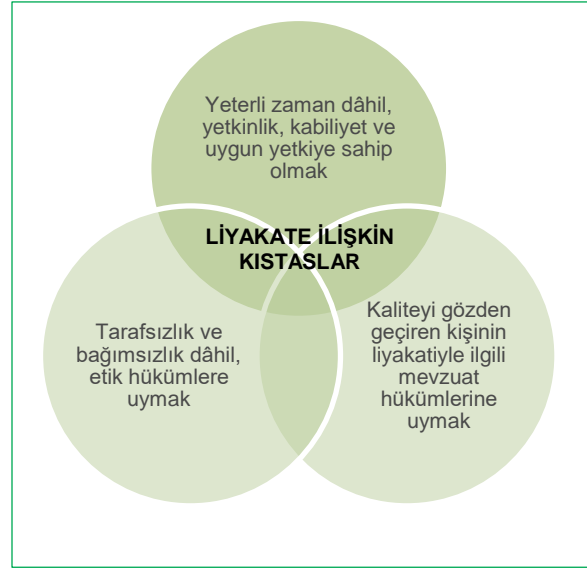 Yeterli zaman dâhil,
yetkinlik, kabiliyet ve
uygun yetkiye sahip
olmak
LİYAKATE İLİŞKİN
KISTASLAR
Tarafsızlık ve
bağımsızlık dâhil,
etik hükümlere
uymak
Kaliteyi gözden
geçiren kişinin
liyakatiyle ilgili
mevzuat
hükümlerine
uymak